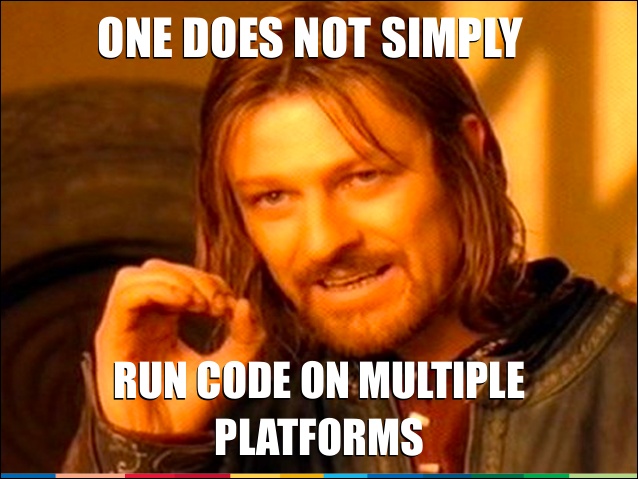 ONE DOES NOT SIMPLY
RUN CODE ON MULTIPLE
PLATFORMS